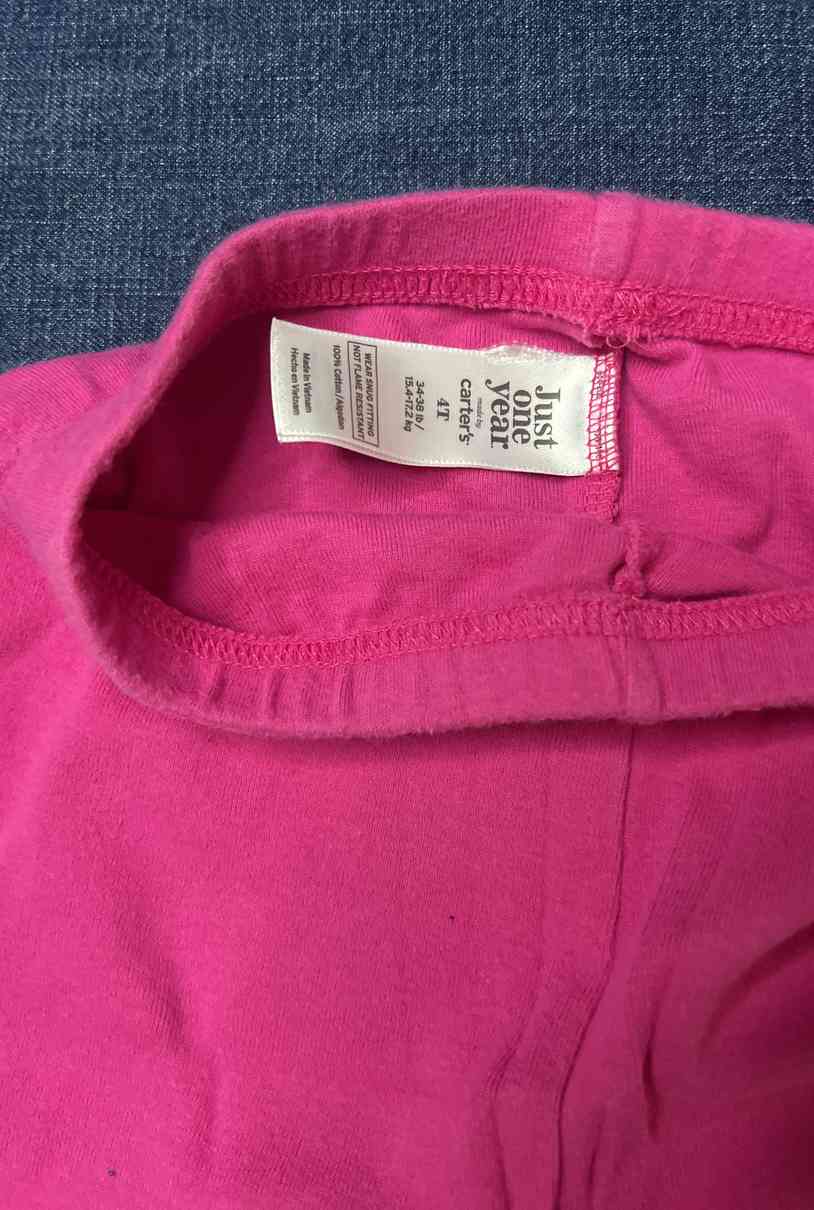 Just
one
year
made by
carter's
4T
34-38 lb/
15.4-17.2 kg
WEAR SNUG FITTING
NOT FLAME RESISTANT
100% Cotton / Algodon
Made in Vietnam
Hecho en Vietnam